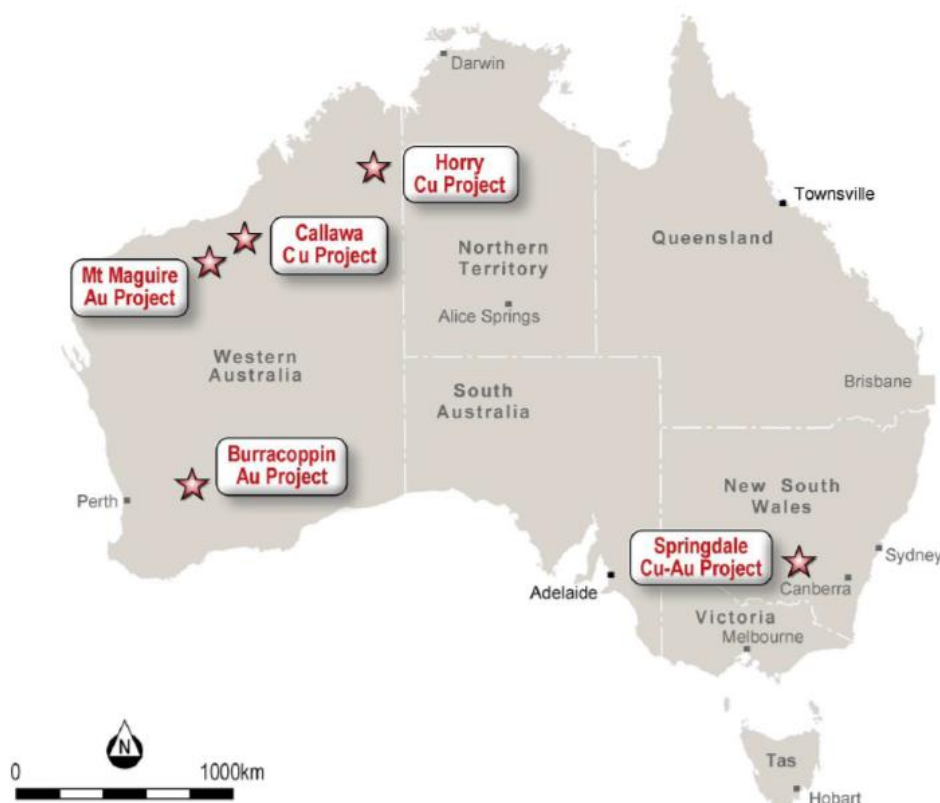 Darwin
Horry
Cu Project
Townsville
Callawa
Cu Project
Queensland
Northern
Territory
Mt Maguire
Au Project
Alice Springs
Western
Australia
South
Australia
Brisbane
Burracoppin
Au Project
Perth
New South
Wales
Springdale
Cu-Au Project
Sydney
Canberra
Adelaide
Victoria
Melbourne
N
0
1000km
Tas
Hobart